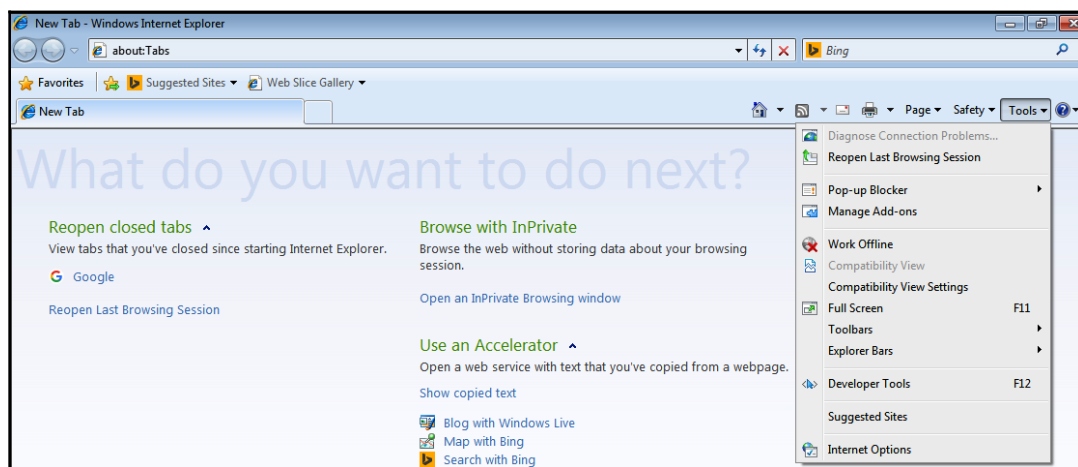 New Tab - Windows Internet Explorer
about:Tabs
Bing
Favorites Suggested Sites Web Slice Gallery
New Tab
Page Safety Tools
What do you want to do next?
Reopen closed tabs
View tabs that you've closed since starting Internet Explorer.
Google
Reopen Last Browsing Session
Browse with InPrivate
Browse the web without storing data about your browsing
session.
Open an InPrivate Browsing window
Use an Accelerator
Open a web service with text that you've copied from a webpage.
Show copied text
Blog with Windows Live
Map with Bing
Search with Bing
Diagnose Connection Problems...
Reopen Last Browsing Session
Pop-up Blocker
Manage Add-ons
Work Offline
Compatibility View
Compatibility View Settings
Full Screen F11
Toolbars
Explorer Bars
Developer Tools F12
Suggested Sites
Internet Options